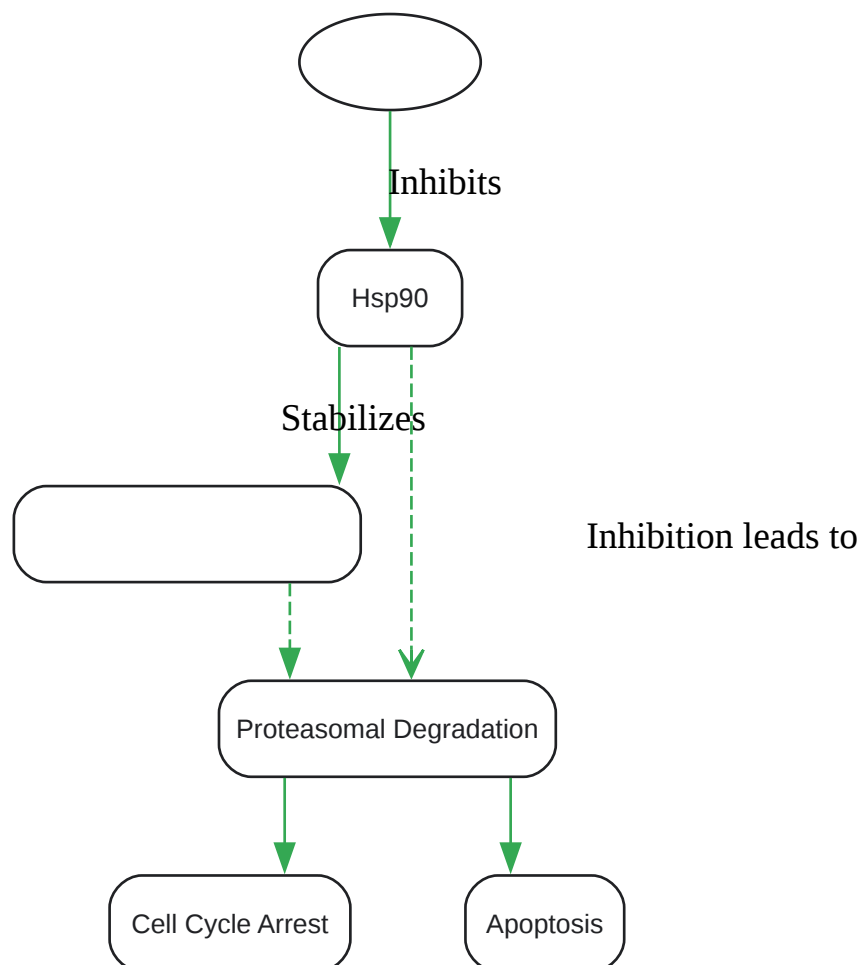 Inhibits
Hsp90
Stabilizes
Inhibition leads to
Proteasomal Degradation
Cell Cycle Arrest
Apoptosis